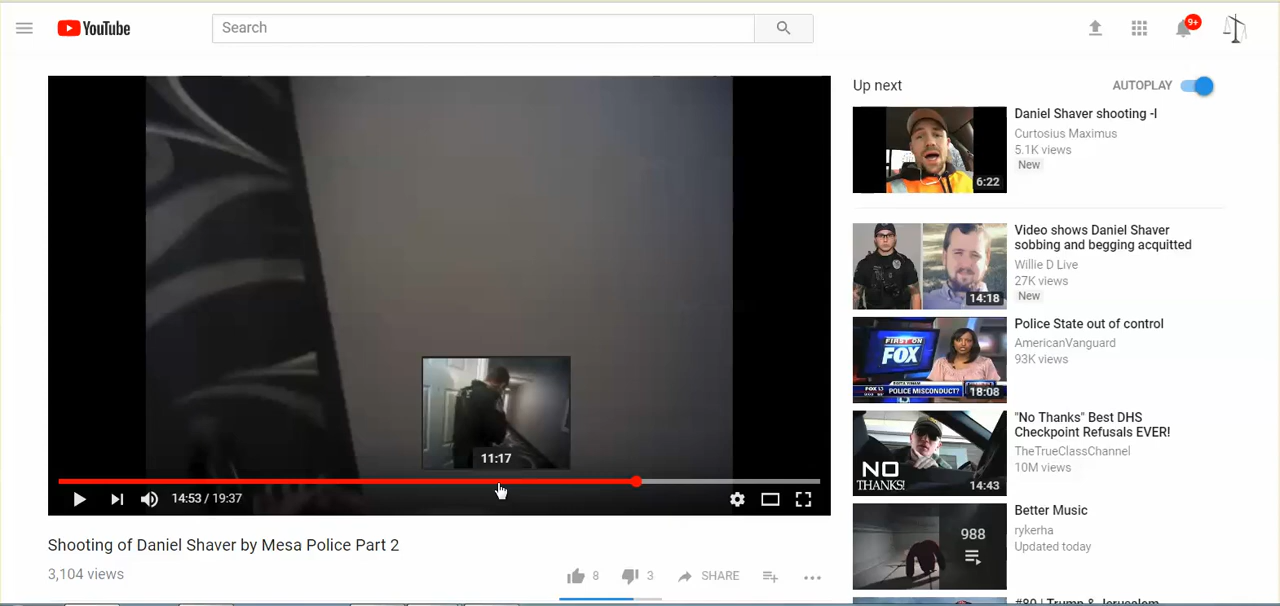 YouTube
Search
9+
11:17
14:53 / 19:37
Shooting of Daniel Shaver by Mesa Police Part 2
3,104 views
8
3
SHARE
Up next
AUTOPLAY
6:22
Daniel Shaver shooting -I
Curtosius Maximus
5.1K views
New
14:18
Video shows Daniel Shaver
sobbing and begging acquitted
Willie D Live
27K views
New
FIRST ON
FOX
POLICE MISCONDUCT?
18:08
Police State out of control
AmericanVanguard
93K views
NO
THANKS!
14:43
"No Thanks" Best DHS
Checkpoint Refusals EVER!
TheTrueClassChannel
10M views
988
Better Music
rykerha
Updated today
#80 | Trump & Jerusalem